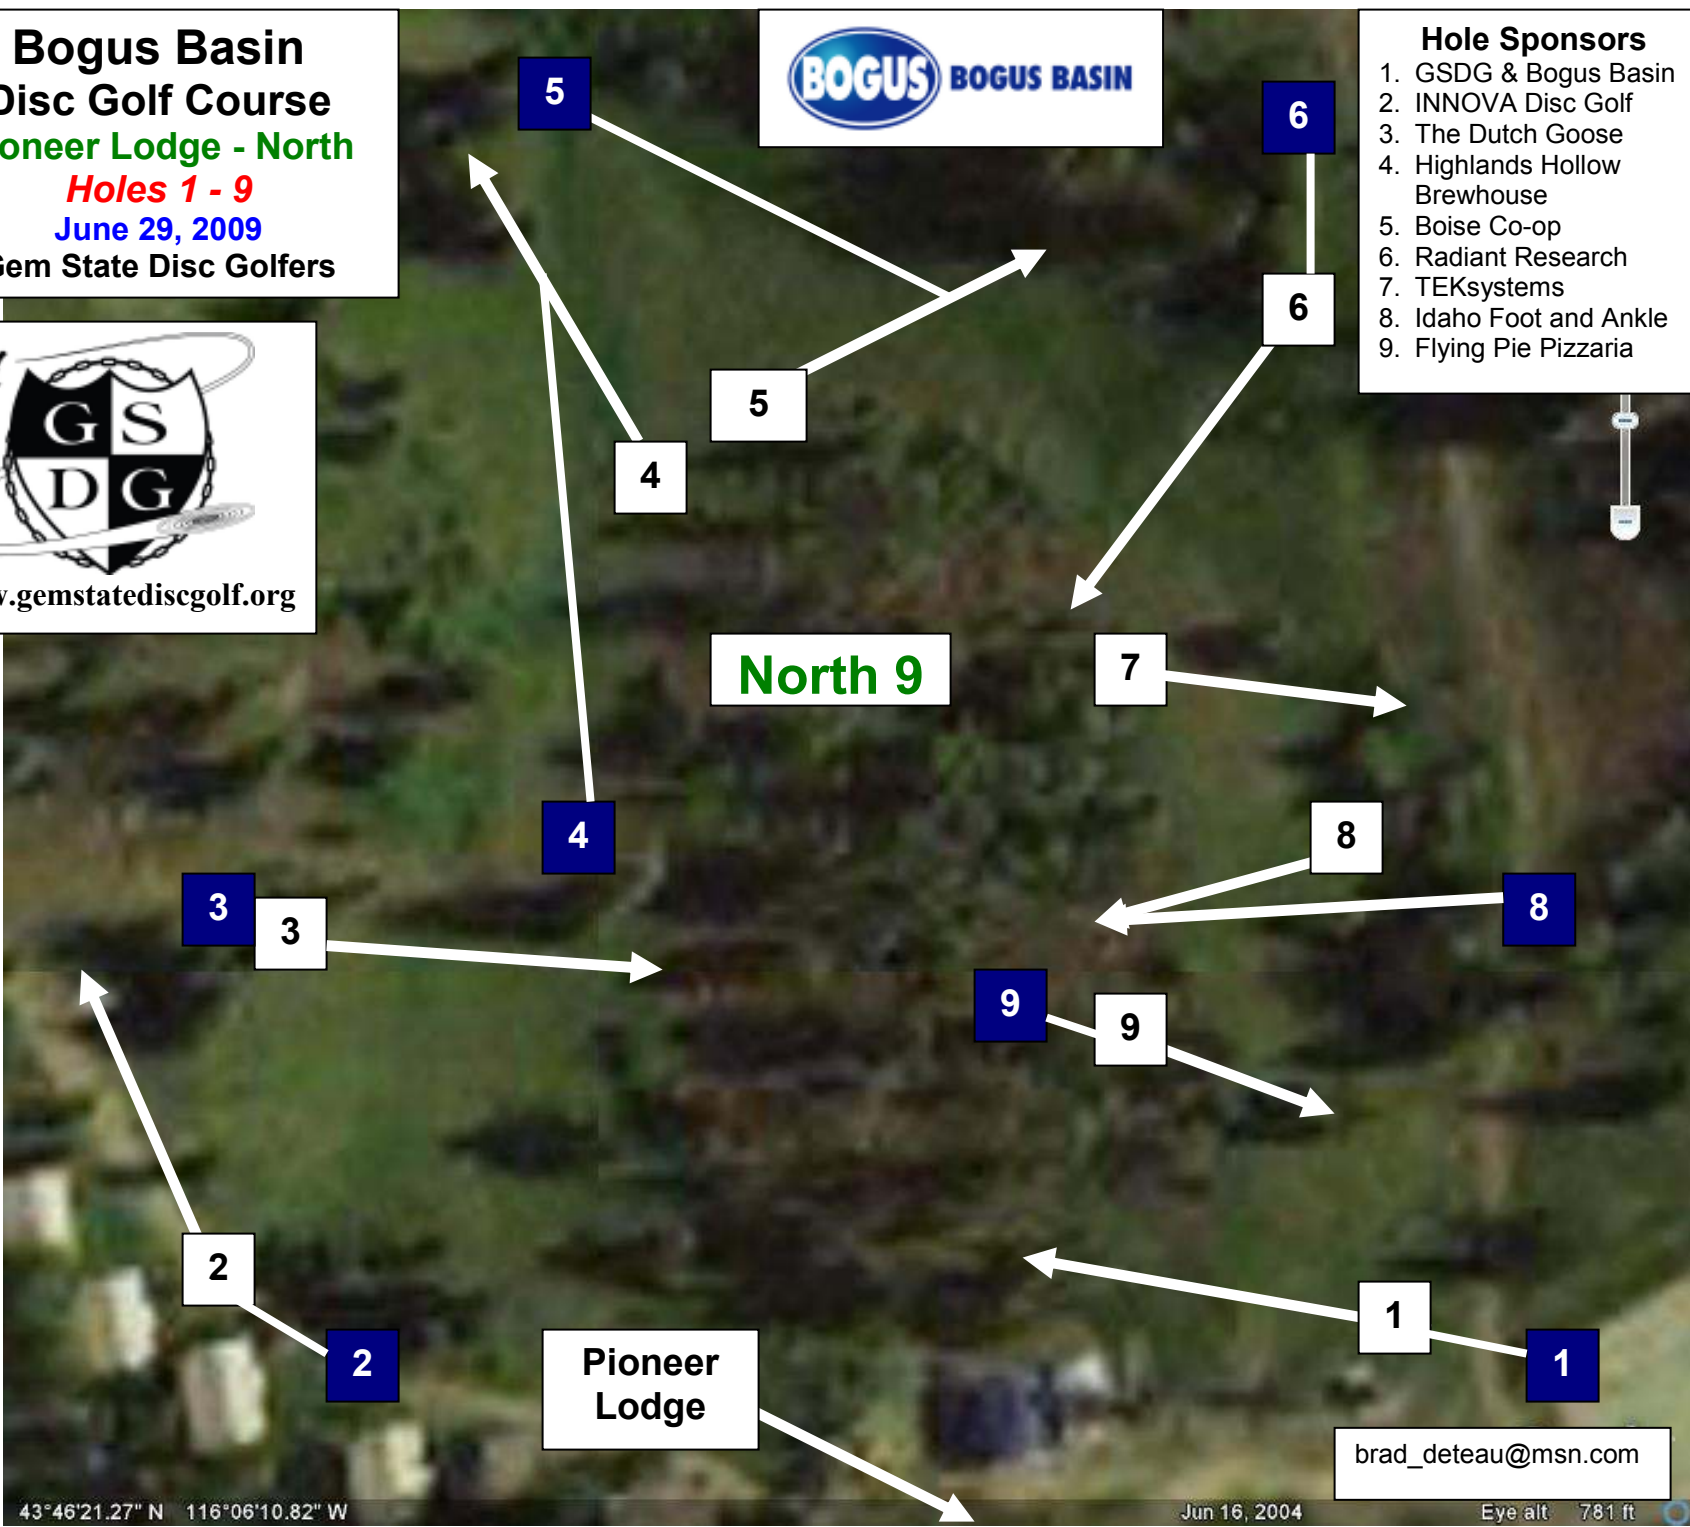 Bogus Basin
Disc Golf Course
oneer Lodge - North
Holes 1 - 9
June 29, 2009
Gem State Disc Golfers
BOGUS BOGUS BASIN
Hole Sponsors
1. GSDG & Bogus Basin
2. INNOVA Disc Golf
3. The Dutch Goose
4. Highlands Hollow
Brewhouse
5. Boise Co-op
6. Radiant Research
7. TEKsystems
8. Idaho Foot and Ankle
9. Flying Pie Pizzaria
G S
D G
w.gemstatediscgolf.org
5
6
6
5
4
North 9
7
4
8
3
3
8
9
9
2
1
2
Pioneer
Lodge
1
brad_deteau@msn.com
43°46'21.27" N 116°06'10.82" W
Jun 16, 2004
Eye alt 781 ft